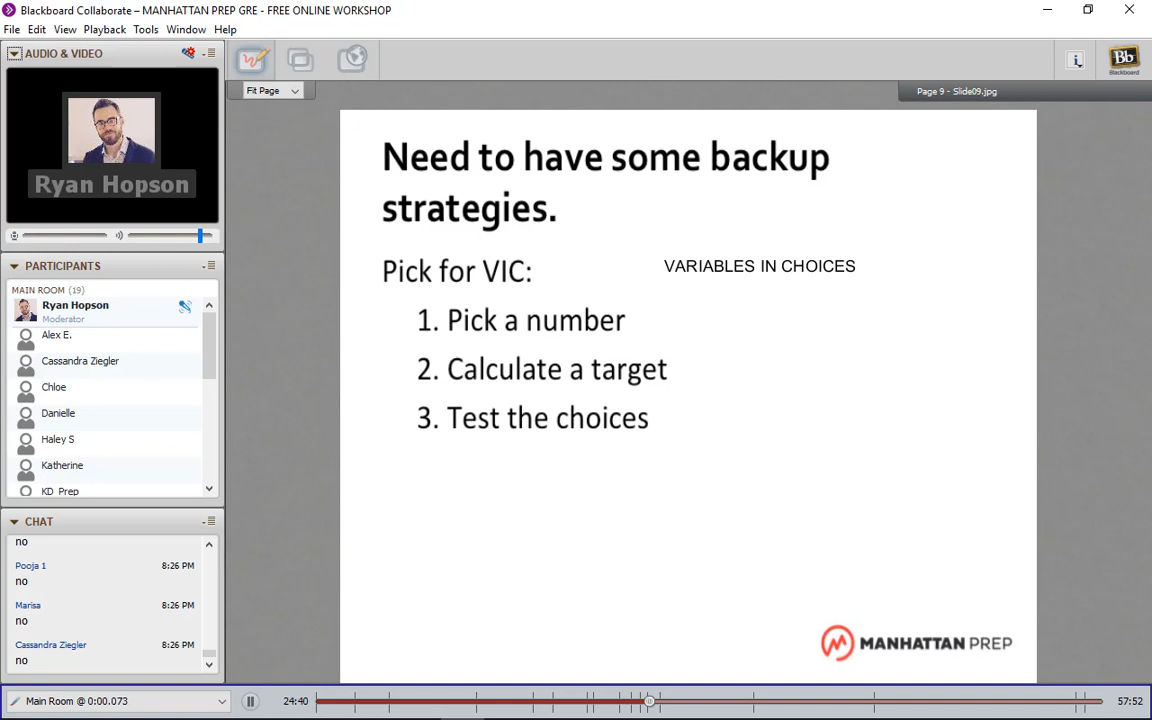 Blackboard Collaborate – MANHATTAN PREP GRE - FREE ONLINE WORKSHOP
File Edit View Playback Tools Window Help
AUDIO & VIDEO
Ryan Hopson
PARTICIPANTS
MAIN ROOM (19)
Ryan Hopson
Moderator
Alex E.
Cassandra Ziegler
Chloe
Danielle
Haley S
Katherine
KD Prep
CHAT
no
Pooja 1 8:26 PM
no
Marisa 8:26 PM
no
Cassandra Ziegler 8:26 PM
no
Fit Page
i
Bb
Blackboard
Page 9 - Slide09.jpg
Need to have some backup
strategies.
Pick for VIC:
VARIABLES IN CHOICES
1. Pick a number
2. Calculate a target
3. Test the choices
MANHATTAN PREP
Main Room @ 0:00.073
24:40
57:52